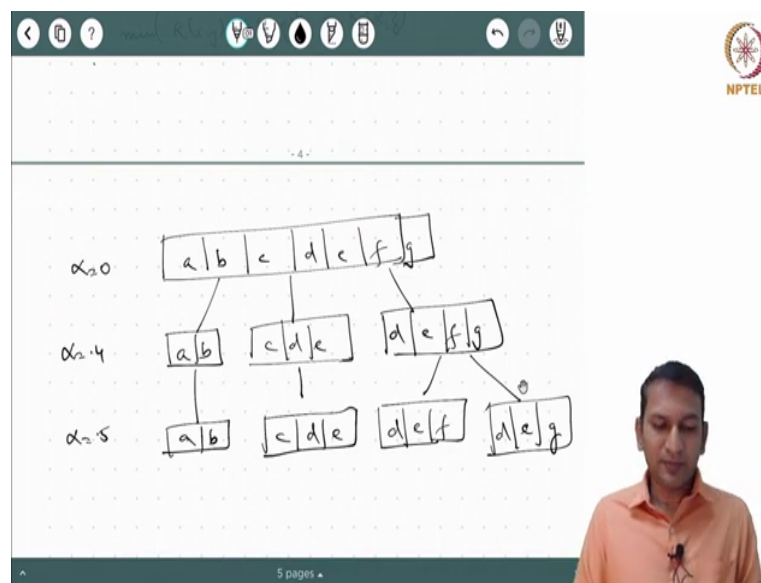 ?
NPTEL
- 4 -
α=0 a b c d e f g
α=.4 a b c d e d e f g
α=.5 a b c d e d e f d e g
5 pages